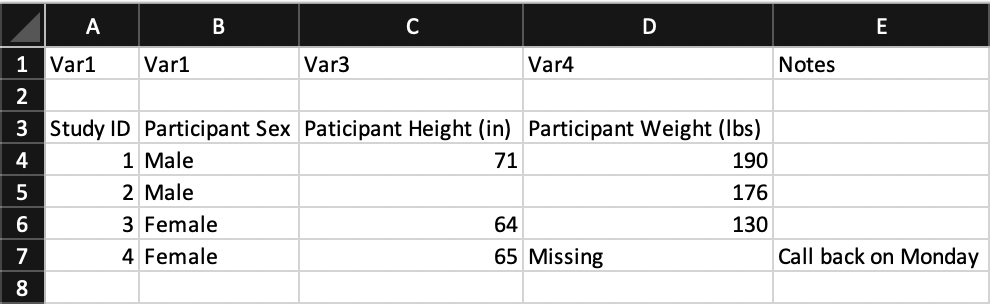 A B C D E
1 Var1 Var1 Var3 Var4 Notes
2
3 Study ID Participant Sex Paticipant Height (in) Participant Weight (lbs)
4 1 Male 71 190
5 2 Male 176
6 3 Female 64 130
7 4 Female 65 Missing Call back on Monday
8